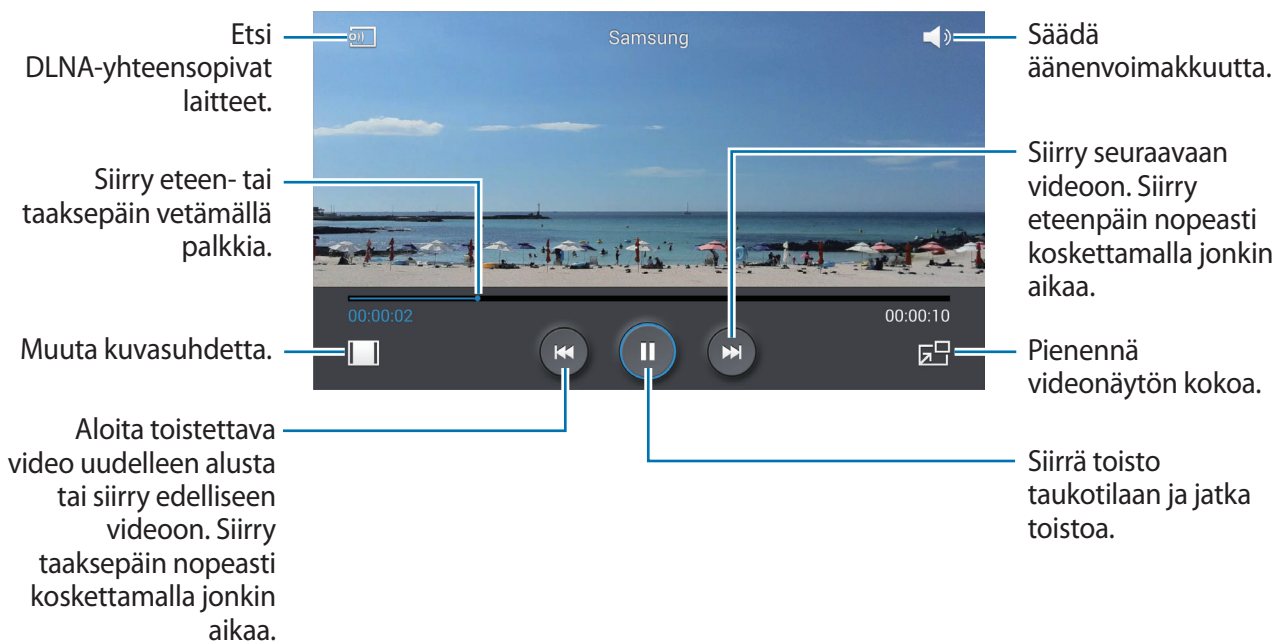 Etsi
DLNA-yhteensopivat
laitteet.
Siirry eteen- tai
taaksepäin vetämällä
palkkia.
Muuta kuvasuhdetta.
Aloita toistettava
video uudelleen alusta
tai siirry edelliseen
videoon. Siirry
taaksepäin nopeasti
koskettamalla jonkin
aikaa.
Samsung
00:00:02
00:00:10
Säädä
äänenvoimakkuutta.
Siirry seuraavaan
videoon. Siirry
eteenpäin nopeasti
koskettamalla jonkin
aikaa.
Pienennä
videonäytön kokoa.
Siirrä toisto
taukotilaan ja jatka
toistoa.